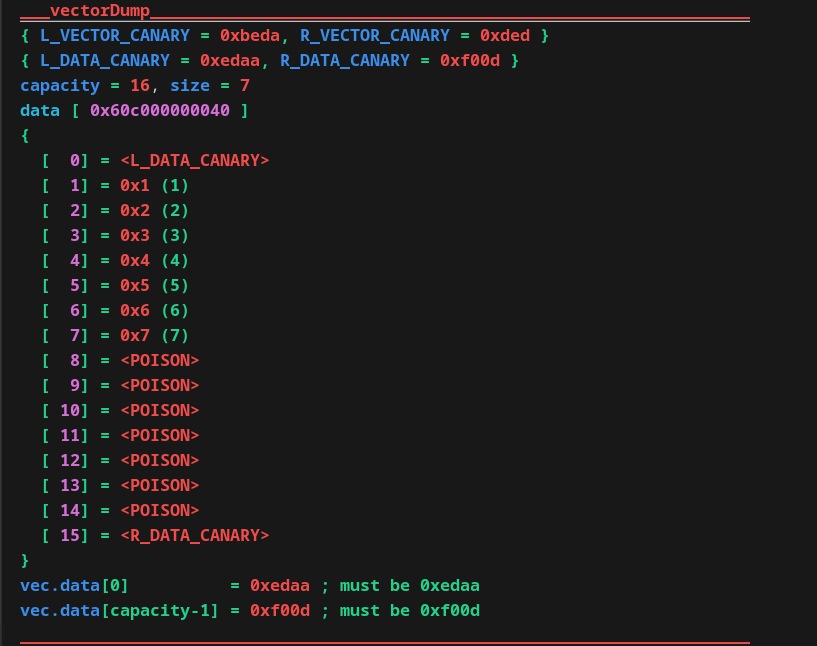 ___vectorDump____________________________________________________________
{ L_VECTOR_CANARY = 0xbeda, R_VECTOR_CANARY = 0xded }
{ L_DATA_CANARY = 0xedaa, R_DATA_CANARY = 0xf00d }
capacity = 16, size = 7
data [ 0x60c000000040 ]
{
  [  0] = <L_DATA_CANARY>
  [  1] = 0x1 (1)
  [  2] = 0x2 (2)
  [  3] = 0x3 (3)
  [  4] = 0x4 (4)
  [  5] = 0x5 (5)
  [  6] = 0x6 (6)
  [  7] = 0x7 (7)
  [  8] = <POISON>
  [  9] = <POISON>
  [ 10] = <POISON>
  [ 11] = <POISON>
  [ 12] = <POISON>
  [ 13] = <POISON>
  [ 14] = <POISON>
  [ 15] = <R_DATA_CANARY>
}
vec.data[0]          = 0xedaa ; must be 0xedaa
vec.data[capacity-1] = 0xf00d ; must be 0xf00d